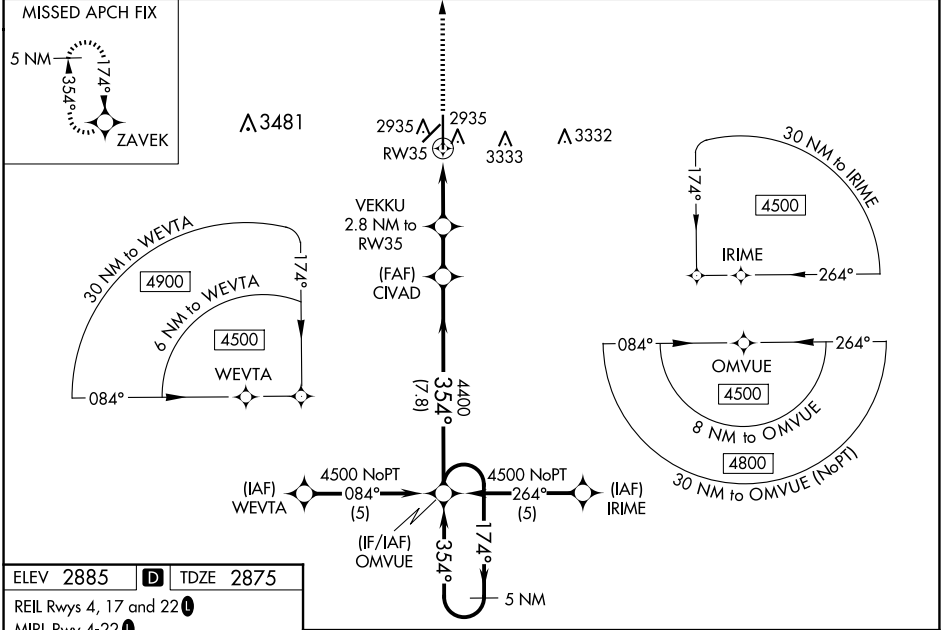 MISSED APCH FIX
5 NM
354°
174°
ZAVEK
3481
2935
2935
RW35
3333
3332
VEKKU
2.8 NM to
RW35
(FAF)
CIVAD
30 NM to WEVTA
4900
6 NM to WEVTA
4500
174°
WEVTA
084°
30 NM to IRIME
4500
174°
IRIME
264°
084°
264°
OMVUE
4500
8 NM to OMVUE
4800
30 NM to OMVUE (NoPT)
354°
(7.8)
4400
(IAF)
WEVTA
4500 NoPT
084°
(5)
4500 NoPT
264°
(5)
(IAF)
IRIME
(IF/IAF)
OMVUE
354°
174°
5 NM
ELEV 2885 D TDZE 2875
REIL Rwys 4, 17 and 22 L
MIRL Rwy 4-22 L